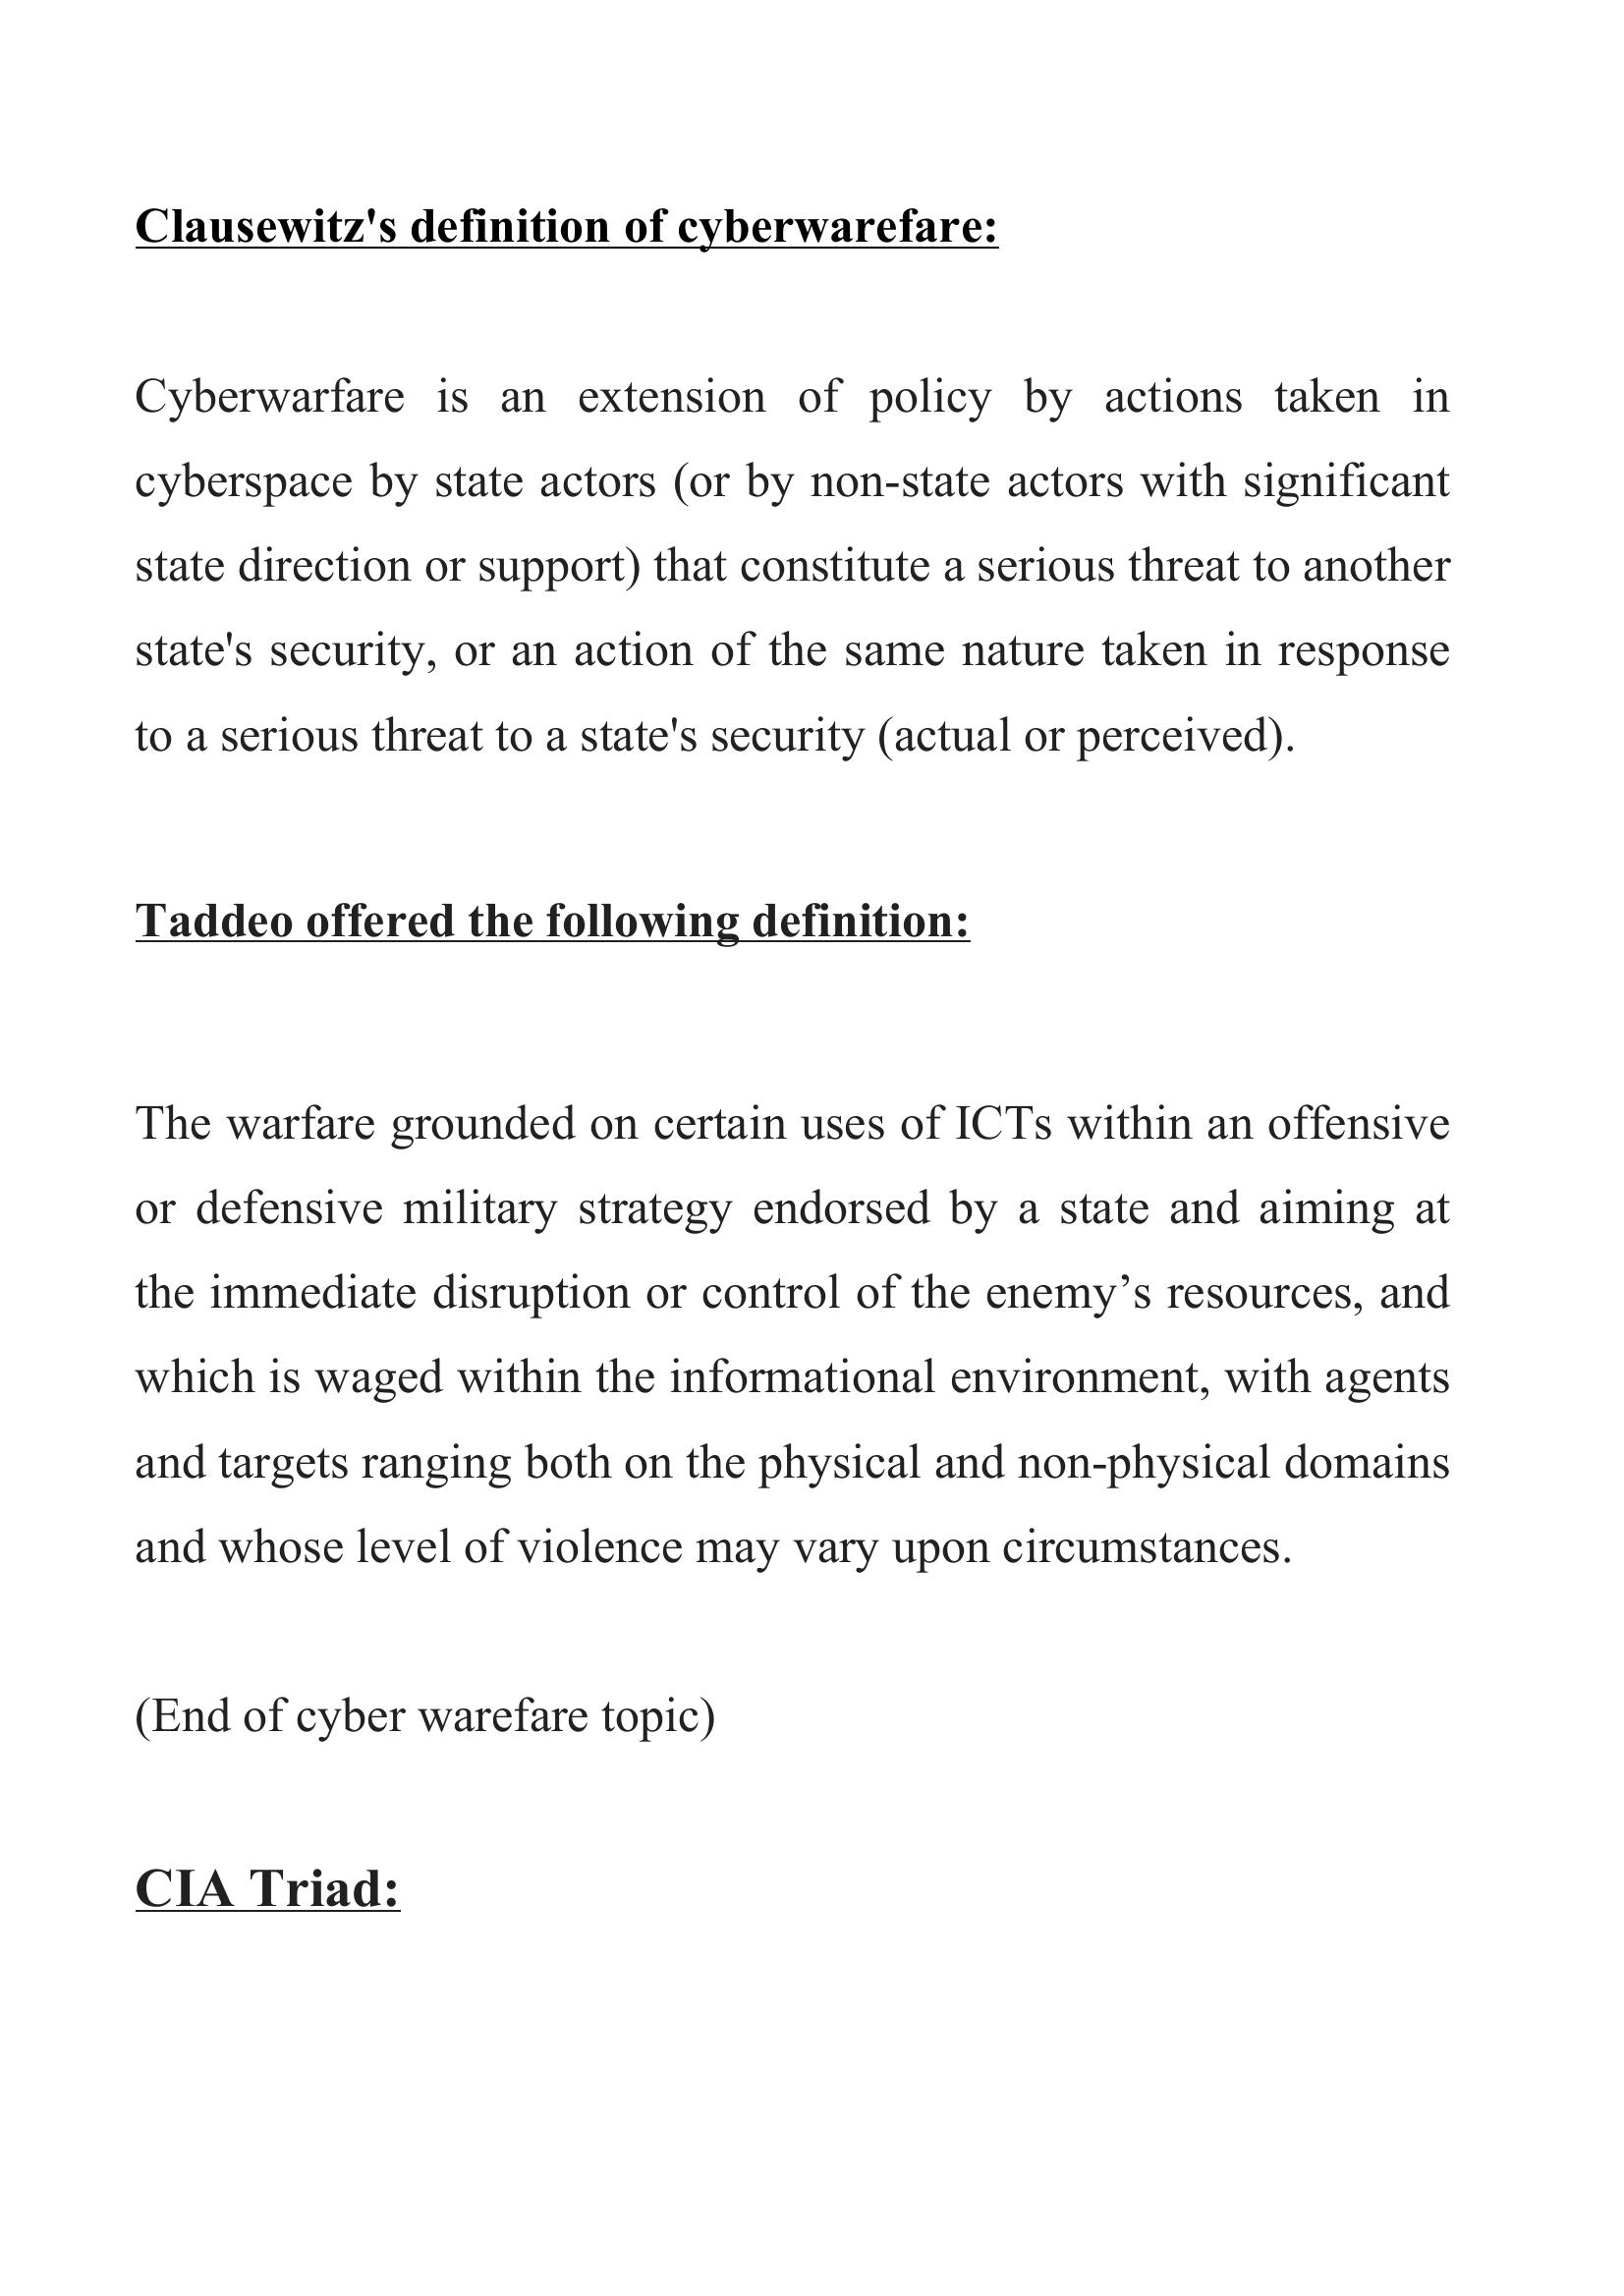 Clausewitz's definition of cyberwarefare:
Cyberwarfare is an extension of policy by actions taken in
cyberspace by state actors (or by non-state actors with significant
state direction or support) that constitute a serious threat to another
state's security, or an action of the same nature taken in response
to a serious threat to a state's security (actual or perceived).
Taddeo offered the following definition:
The warfare grounded on certain uses of ICTs within an offensive
or defensive military strategy endorsed by a state and aiming at
the immediate disruption or control of the enemy’s resources, and
which is waged within the informational environment, with agents
and targets ranging both on the physical and non-physical domains
and whose level of violence may vary upon circumstances.
(End of cyber warefare topic)
CIA Triad: